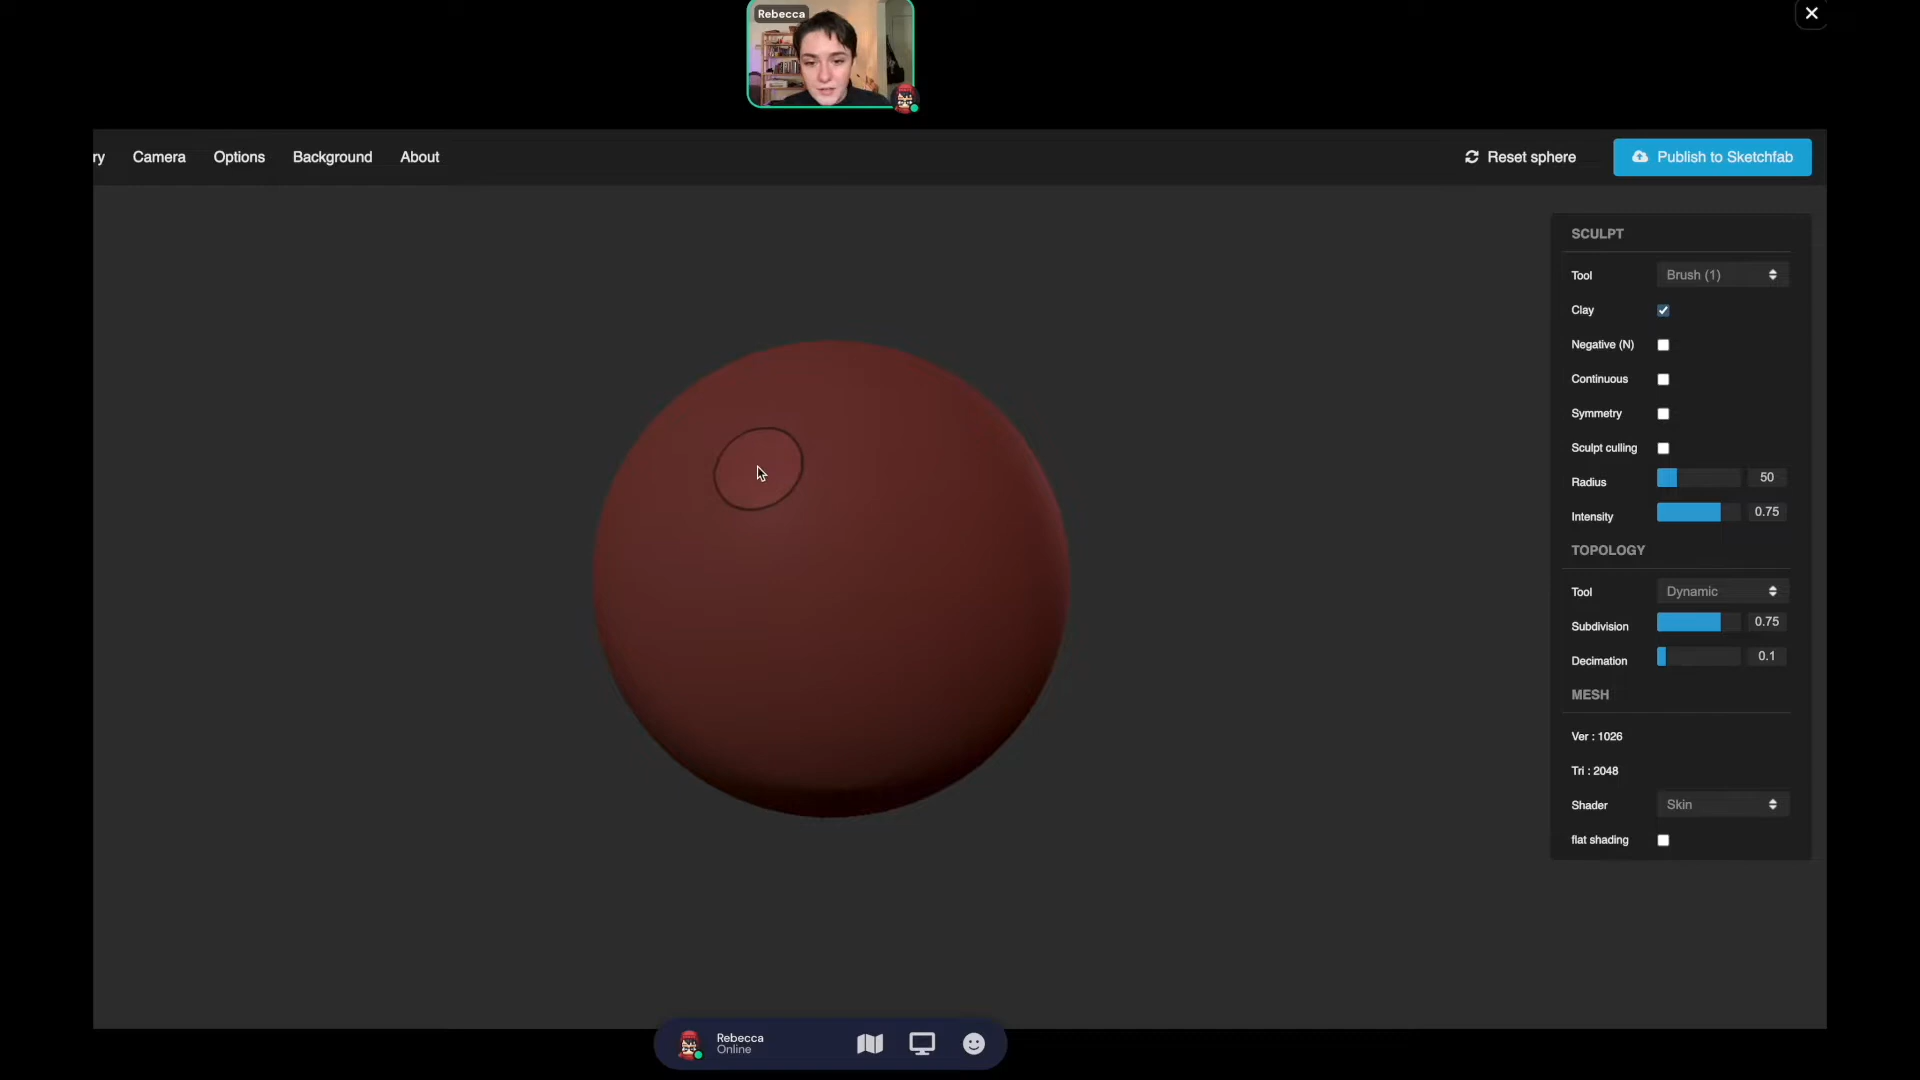 Rebecca
ry Camera Options Background About
Reset sphere
Publish to Sketchfab
SCULPT
Tool Brush (1)
Clay
Negative (N)
Continuous
Symmetry
Sculpt culling
Radius 50
Intensity 0.75
TOPOLOGY
Tool Dynamic
Subdivision 0.75
Decimation 0.1
MESH
Ver : 1026
Tri : 2048
Shader Skin
flat shading
Rebecca
Online